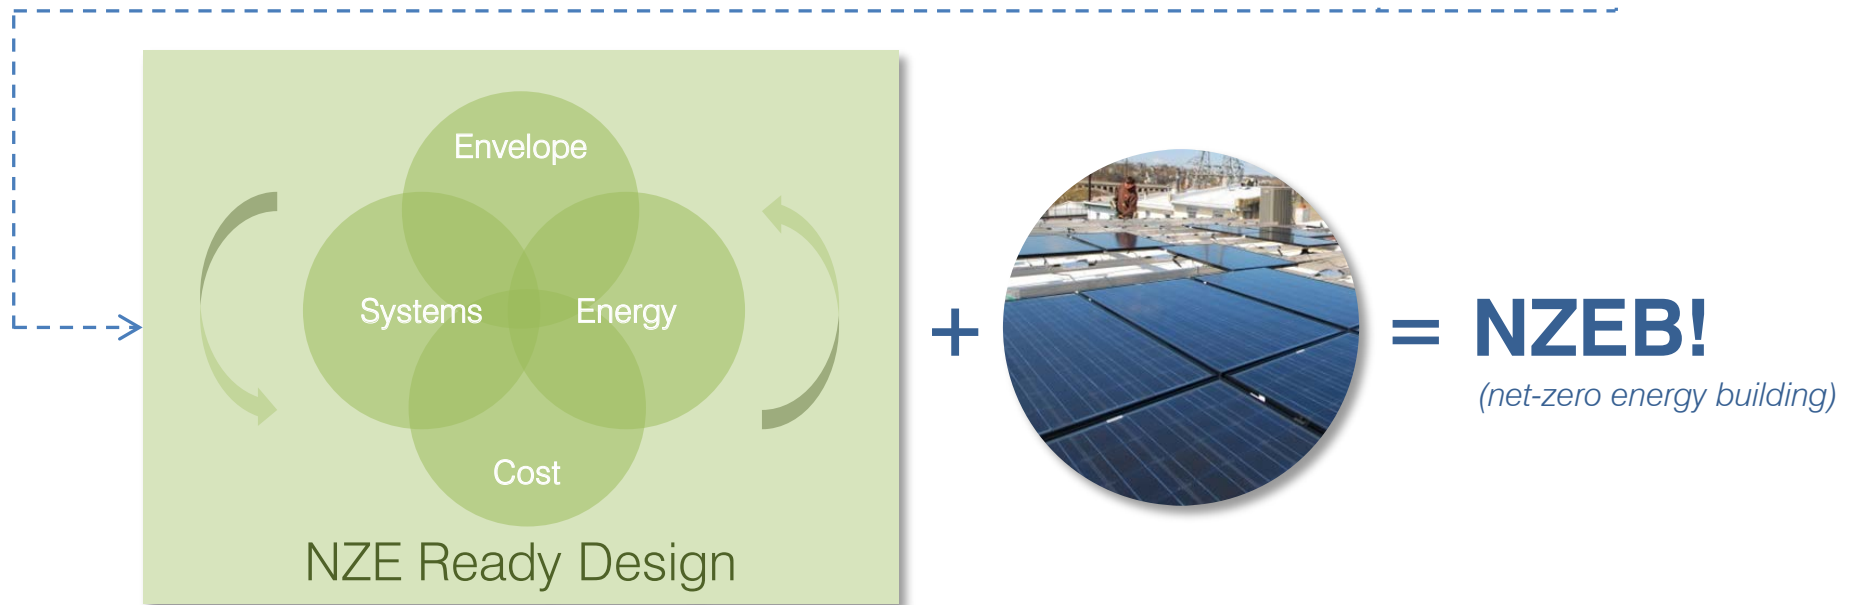 Envelope
Systems
Energy
Cost
NZE Ready Design
+
= NZEB!
(net-zero energy building)